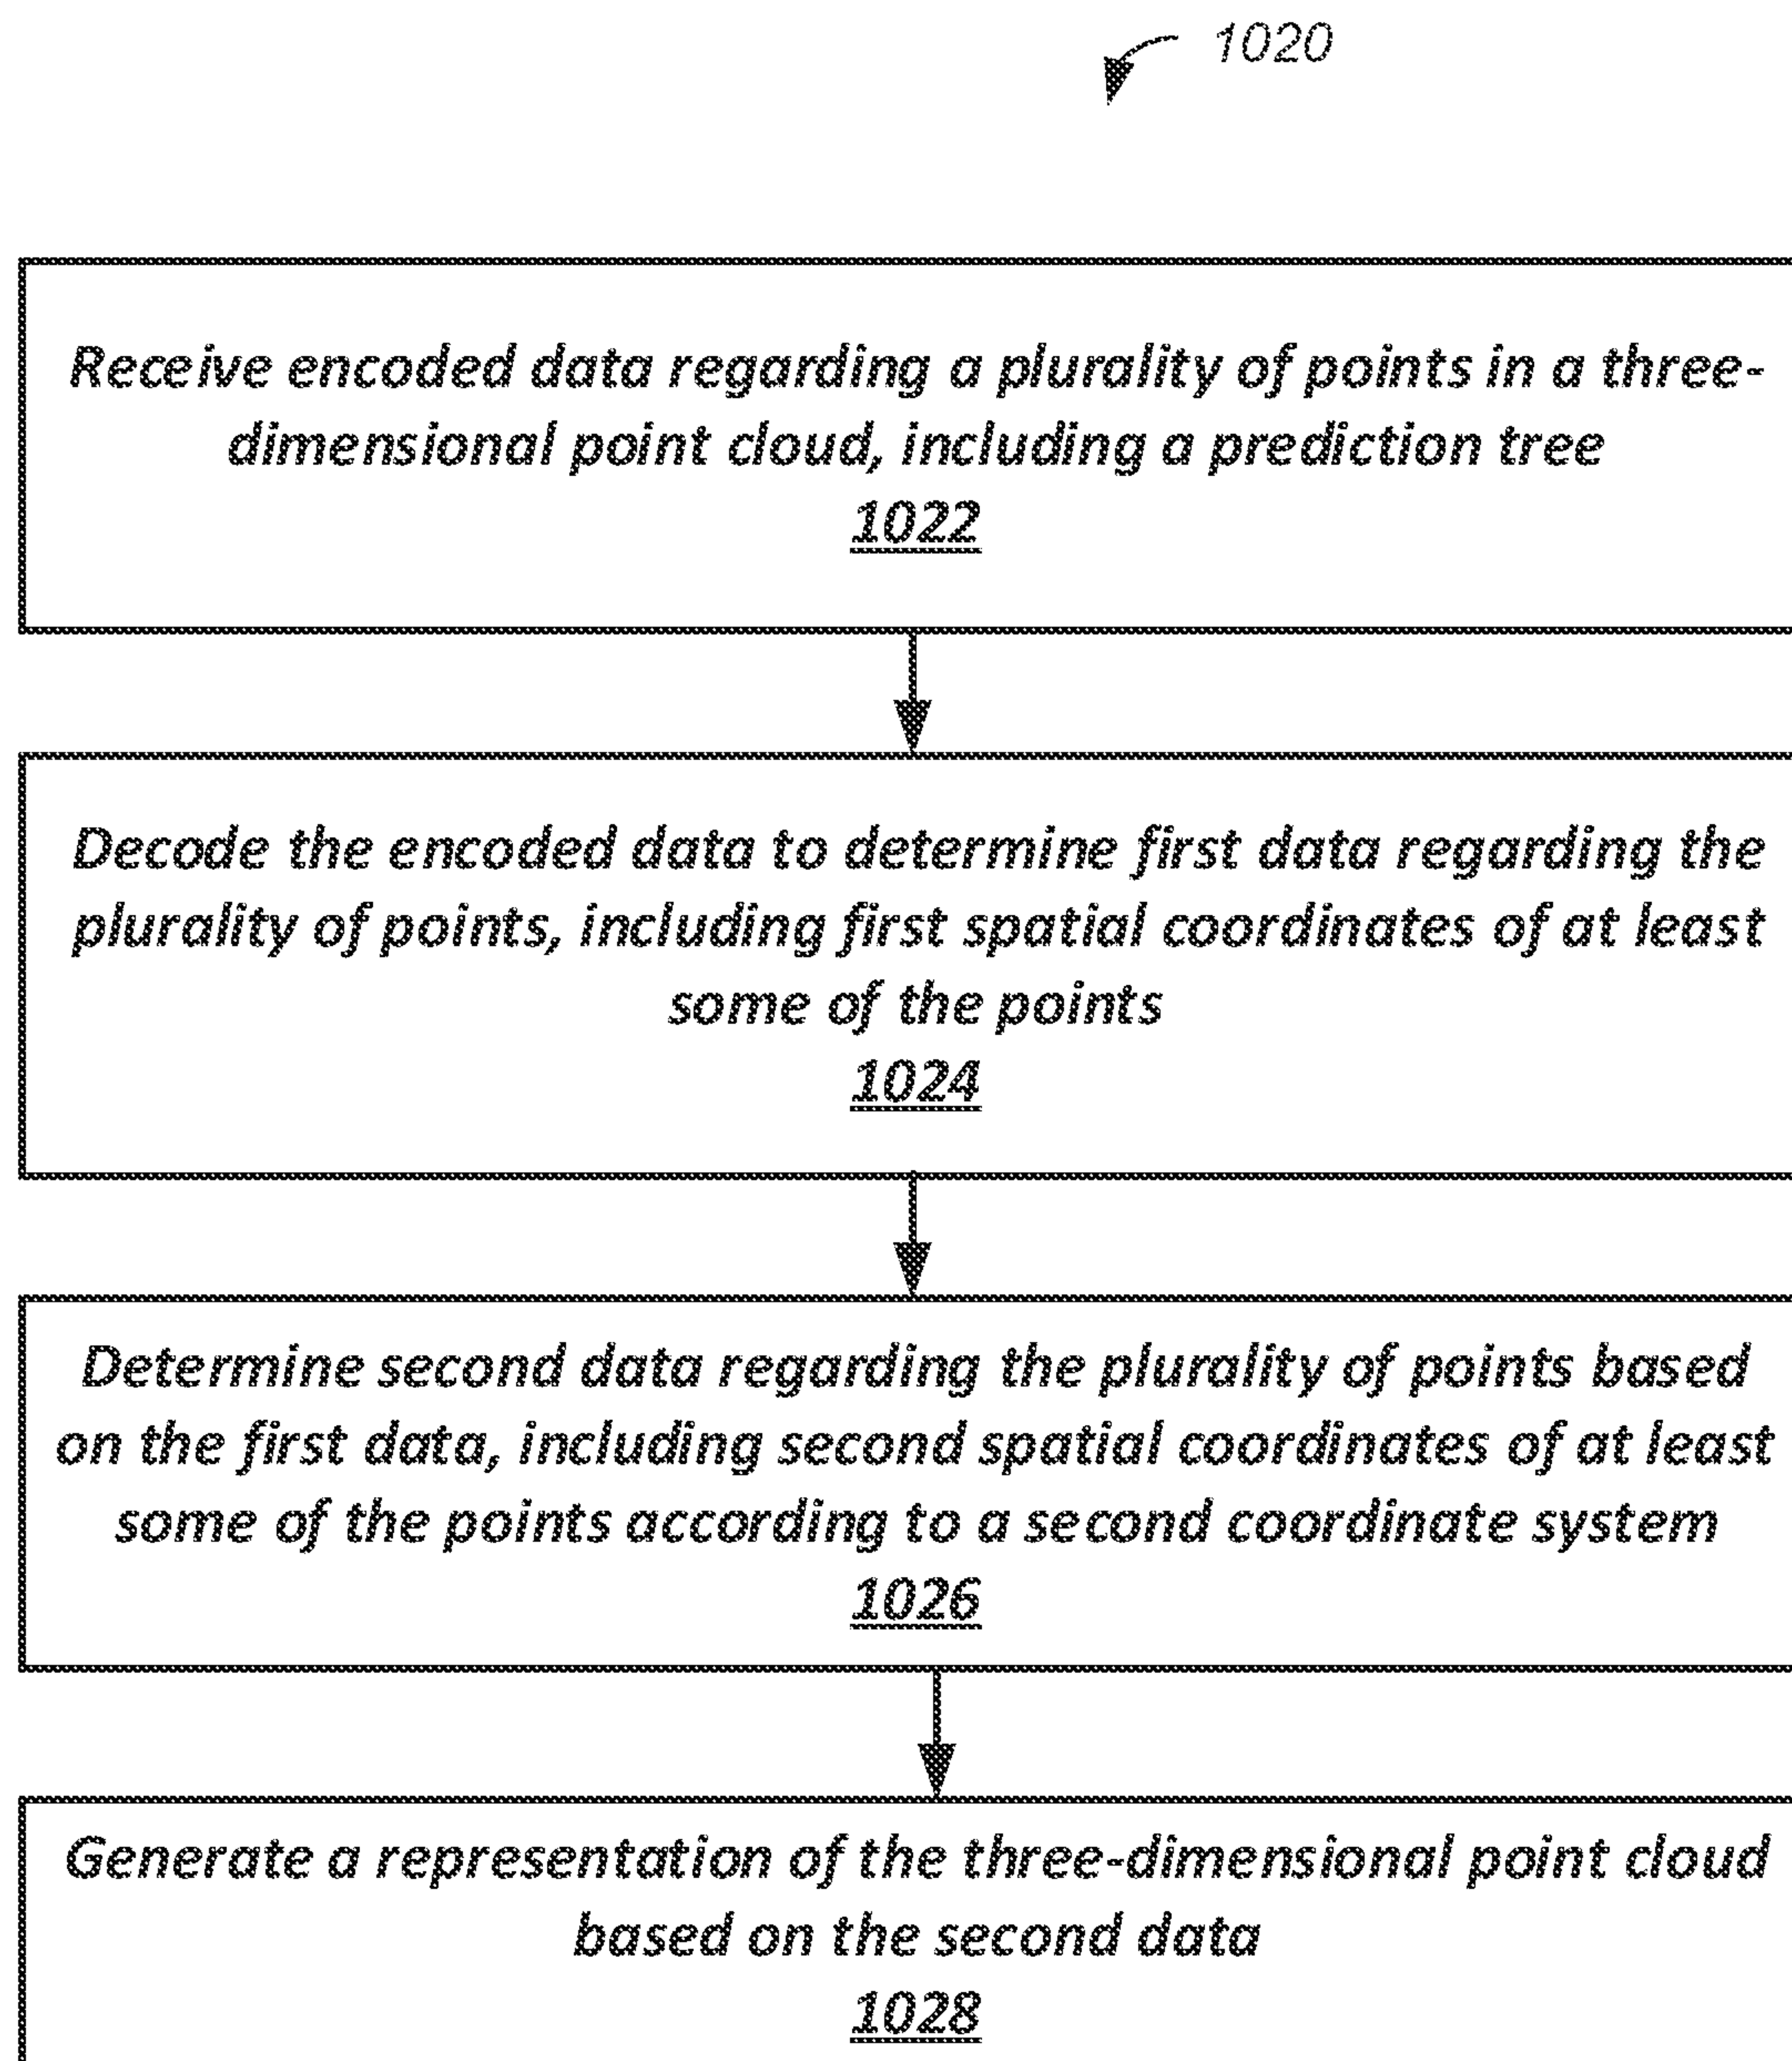 1020
Receive encoded data regarding a plurality of points in a three-
dimensional point cloud, including a prediction tree
1022
Decode the encoded data to determine first data regarding the
plurality of points, including first spatial coordinates of at least
some of the points
1024
Determine second data regarding the plurality of points based
on the first data, including second spatial coordinates of at least
some of the points according to a second coordinate system
1026
Generate a representation of the three-dimensional point cloud
based on the second data
1028